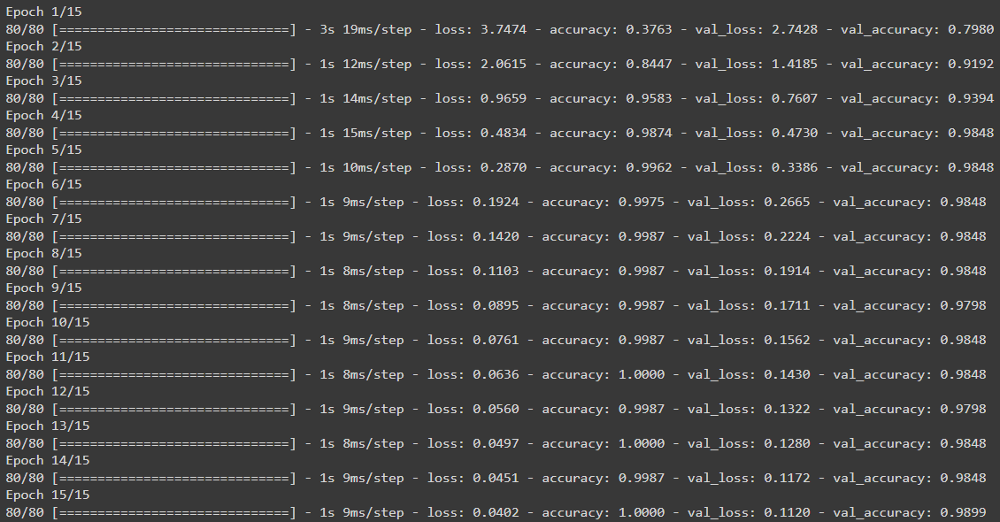 Epoch 1/15
80/80 [==============================] - 3s 19ms/step - loss: 3.7474 - accuracy: 0.3763 - val_loss: 2.7428 - val_accuracy: 0.7980
Epoch 2/15
80/80 [==============================] - 1s 12ms/step - loss: 2.0615 - accuracy: 0.8447 - val_loss: 1.4185 - val_accuracy: 0.9192
Epoch 3/15
80/80 [==============================] - 1s 14ms/step - loss: 0.9659 - accuracy: 0.9583 - val_loss: 0.7607 - val_accuracy: 0.9394
Epoch 4/15
80/80 [==============================] - 1s 15ms/step - loss: 0.4834 - accuracy: 0.9874 - val_loss: 0.4730 - val_accuracy: 0.9848
Epoch 5/15
80/80 [==============================] - 1s 10ms/step - loss: 0.2870 - accuracy: 0.9962 - val_loss: 0.3386 - val_accuracy: 0.9848
Epoch 6/15
80/80 [==============================] - 1s 9ms/step - loss: 0.1924 - accuracy: 0.9975 - val_loss: 0.2665 - val_accuracy: 0.9848
Epoch 7/15
80/80 [==============================] - 1s 9ms/step - loss: 0.1420 - accuracy: 0.9987 - val_loss: 0.2224 - val_accuracy: 0.9848
Epoch 8/15
80/80 [==============================] - 1s 8ms/step - loss: 0.1103 - accuracy: 0.9987 - val_loss: 0.1914 - val_accuracy: 0.9848
Epoch 9/15
80/80 [==============================] - 1s 8ms/step - loss: 0.0895 - accuracy: 0.9987 - val_loss: 0.1711 - val_accuracy: 0.9798
Epoch 10/15
80/80 [==============================] - 1s 9ms/step - loss: 0.0761 - accuracy: 0.9987 - val_loss: 0.1562 - val_accuracy: 0.9848
Epoch 11/15
80/80 [==============================] - 1s 8ms/step - loss: 0.0636 - accuracy: 1.0000 - val_loss: 0.1430 - val_accuracy: 0.9848
Epoch 12/15
80/80 [==============================] - 1s 9ms/step - loss: 0.0560 - accuracy: 0.9987 - val_loss: 0.1322 - val_accuracy: 0.9798
Epoch 13/15
80/80 [==============================] - 1s 8ms/step - loss: 0.0497 - accuracy: 1.0000 - val_loss: 0.1280 - val_accuracy: 0.9848
Epoch 14/15
80/80 [==============================] - 1s 9ms/step - loss: 0.0451 - accuracy: 0.9987 - val_loss: 0.1172 - val_accuracy: 0.9848
Epoch 15/15
80/80 [==============================] - 1s 9ms/step - loss: 0.0402 - accuracy: 1.0000 - val_loss: 0.1120 - val_accuracy: 0.9899